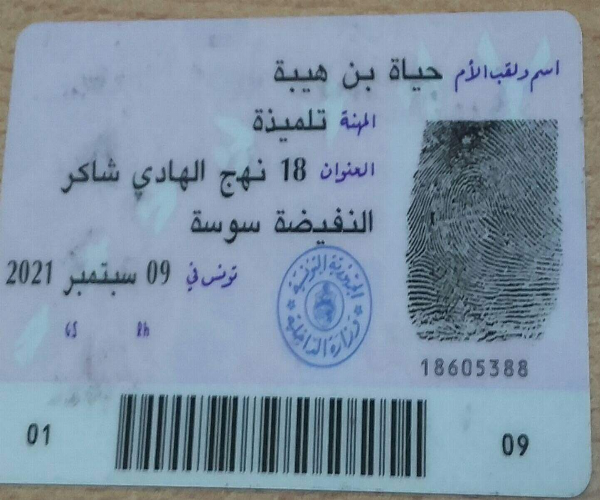 اسم ولقب الأم حياة بن هيبة
المهنة تلميذة
العنوان 18 نهج الهادي شاكر
النفيضة سوسة
تونس في 09 سبتمبر 2021
الجمهورية التونسية
وزارة الداخلية
18605388
01
09